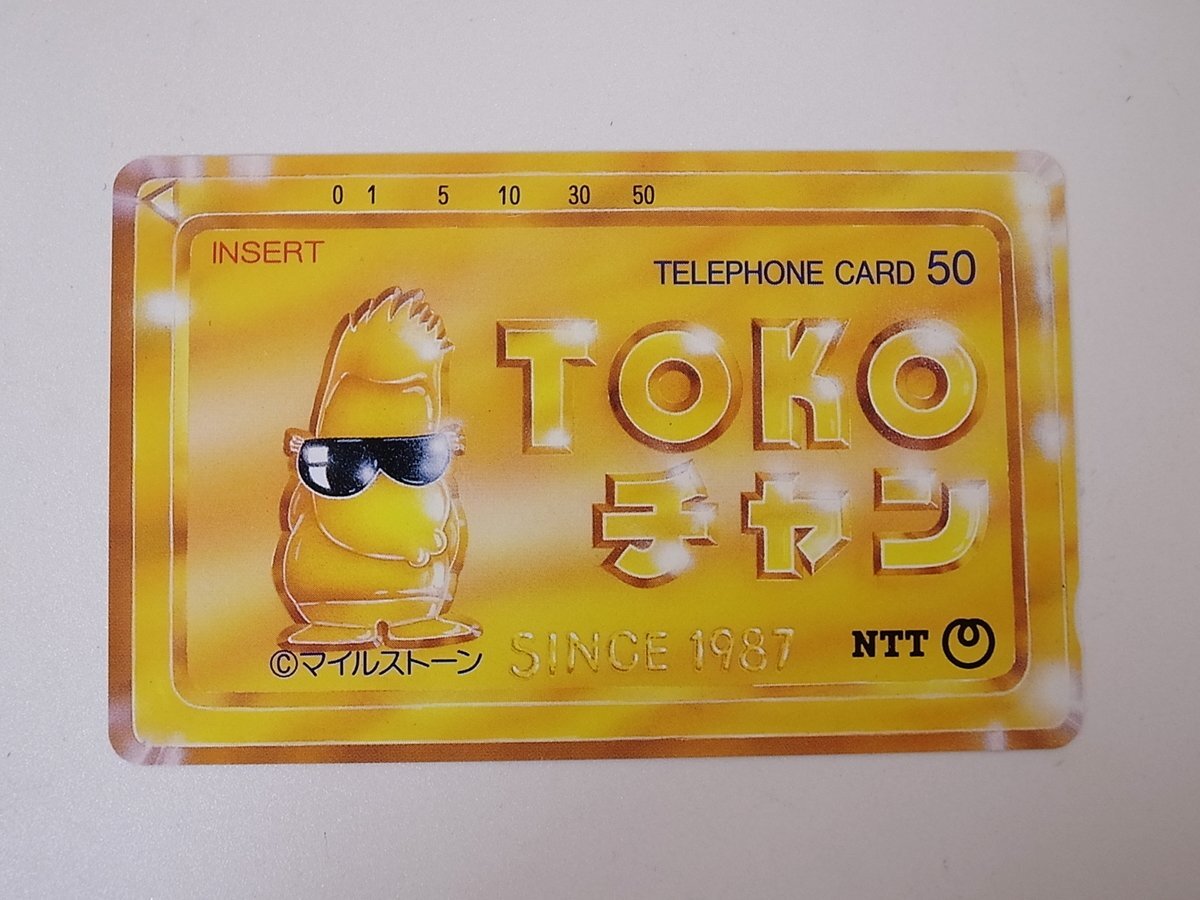 0 1 5 10 30 50
INSERT
TELEPHONE CARD 50
TOKO
チャン
©マイルストーン
SINCE 1987
NTT